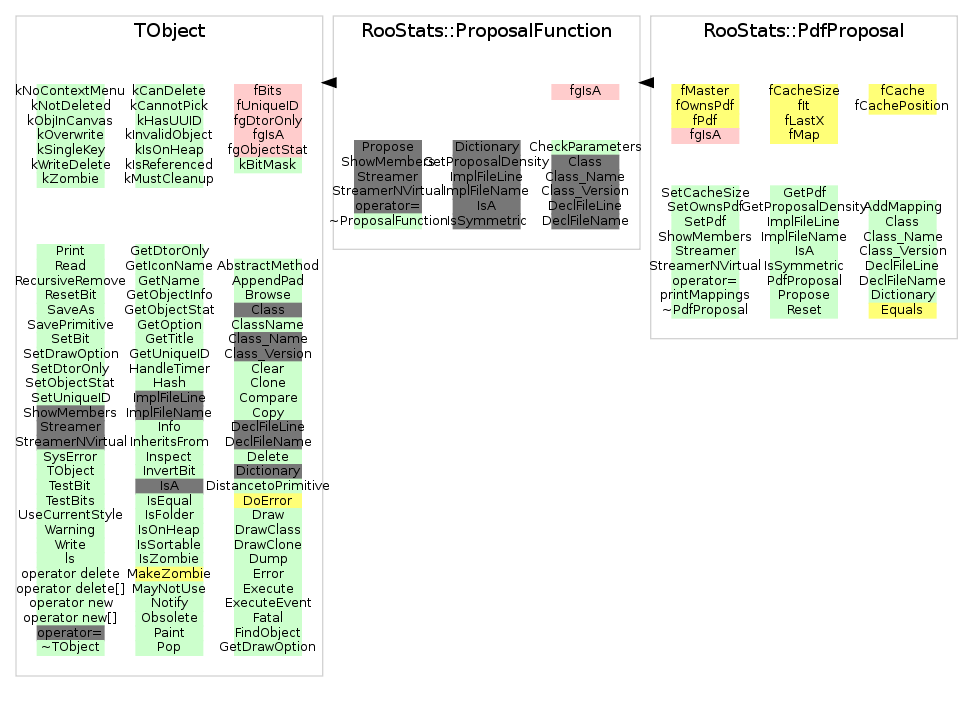 TObject
kNoContextMenu kCanDelete fBits
kNotDeleted kCannotPick fUniqueID
kObjInCanvas kHasUUID fgDtorOnly
kOverwrite kInvalidObject fgIsA
kSingleKey kIsOnHeap fgObjectStat
kWriteDelete kIsReferenced kBitMask
kZombie kMustCleanup
Print GetDtorOnly
Read GetIconName AbstractMethod
RecursiveRemove GetName AppendPad
ResetBit GetObjectInfo Browse
SaveAs GetObjectStat Class
SavePrimitive GetOption ClassName
SetBit GetTitle Class_Name
SetDrawOption GetUniqueID Class_Version
SetDtorOnly HandleTimer Clear
SetObjectStat Hash Clone
SetUniqueID ImplFileLine Compare
ShowMembers ImplFileName Copy
Streamer Info DeclFileLine
StreamerNVirtual InheritsFrom DeclFileName
SysError Inspect Delete
TObject InvertBit Dictionary
TestBit IsA DistancetoPrimitive
TestBits IsEqual DoError
UseCurrentStyle IsFolder Draw
Warning IsOnHeap DrawClass
Write IsSortable DrawClone
ls IsZombie Dump
operator delete MakeZombie Error
operator delete[] MayNotUse Execute
operator new Notify ExecuteEvent
operator new[] Obsolete Fatal
operator= Paint FindObject
~TObject Pop GetDrawOption
RooStats::ProposalFunction
fgIsA
Propose Dictionary CheckParameters
ShowMembers GetProposalDensity Class
Streamer ImplFileLine Class_Name
StreamerNVirtual ImplFileName Class_Version
operator= IsA DeclFileLine
~ProposalFunction IsSymmetric DeclFileName
RooStats::PdfProposal
fMaster fCacheSize fCache
fOwnsPdf fIt fCachePosition
fPdf fLastX
fgIsA fMap
SetCacheSize GetPdf
SetOwnsPdf GetProposalDensity AddMapping
SetPdf ImplFileLine Class
ShowMembers ImplFileName Class_Name
Streamer IsA Class_Version
StreamerNVirtual IsSymmetric DeclFileLine
operator= PdfProposal DeclFileName
printMappings Propose Dictionary
~PdfProposal Reset Equals